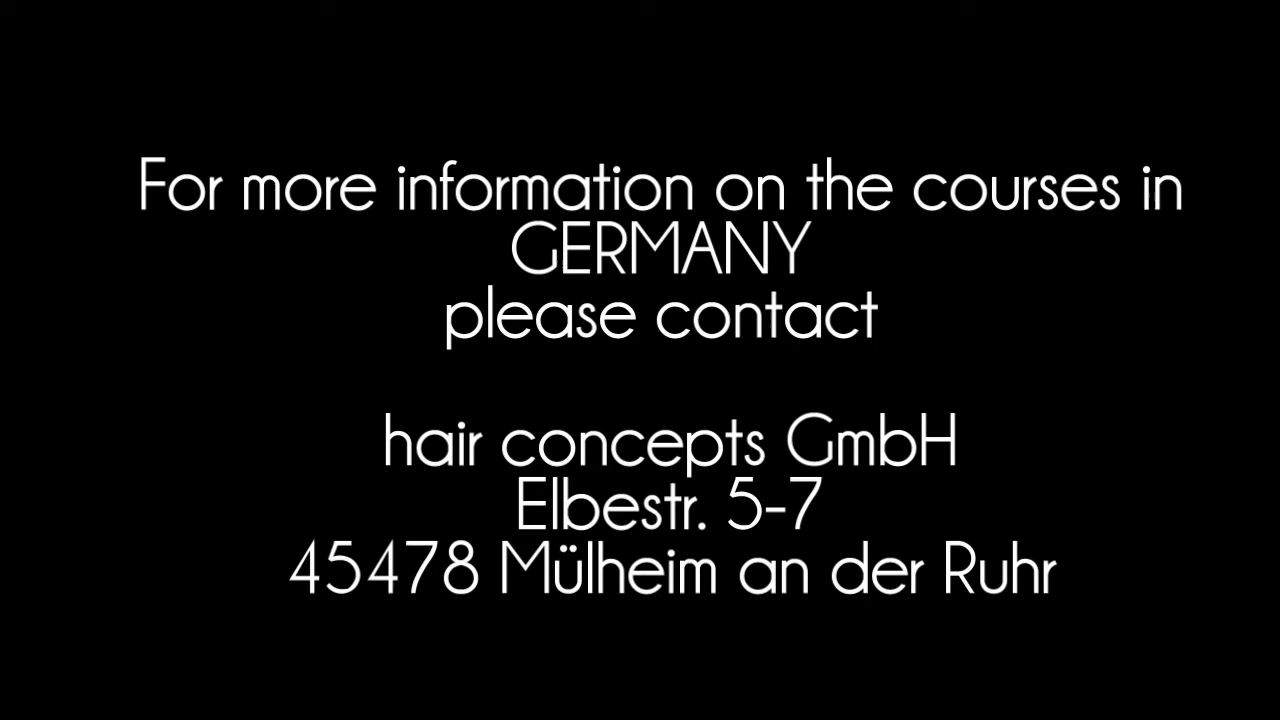 For more information on the courses in
GERMANY
please contact
hair concepts GmbH
Elbestr. 5-7
45478 Mülheim an der Ruhr